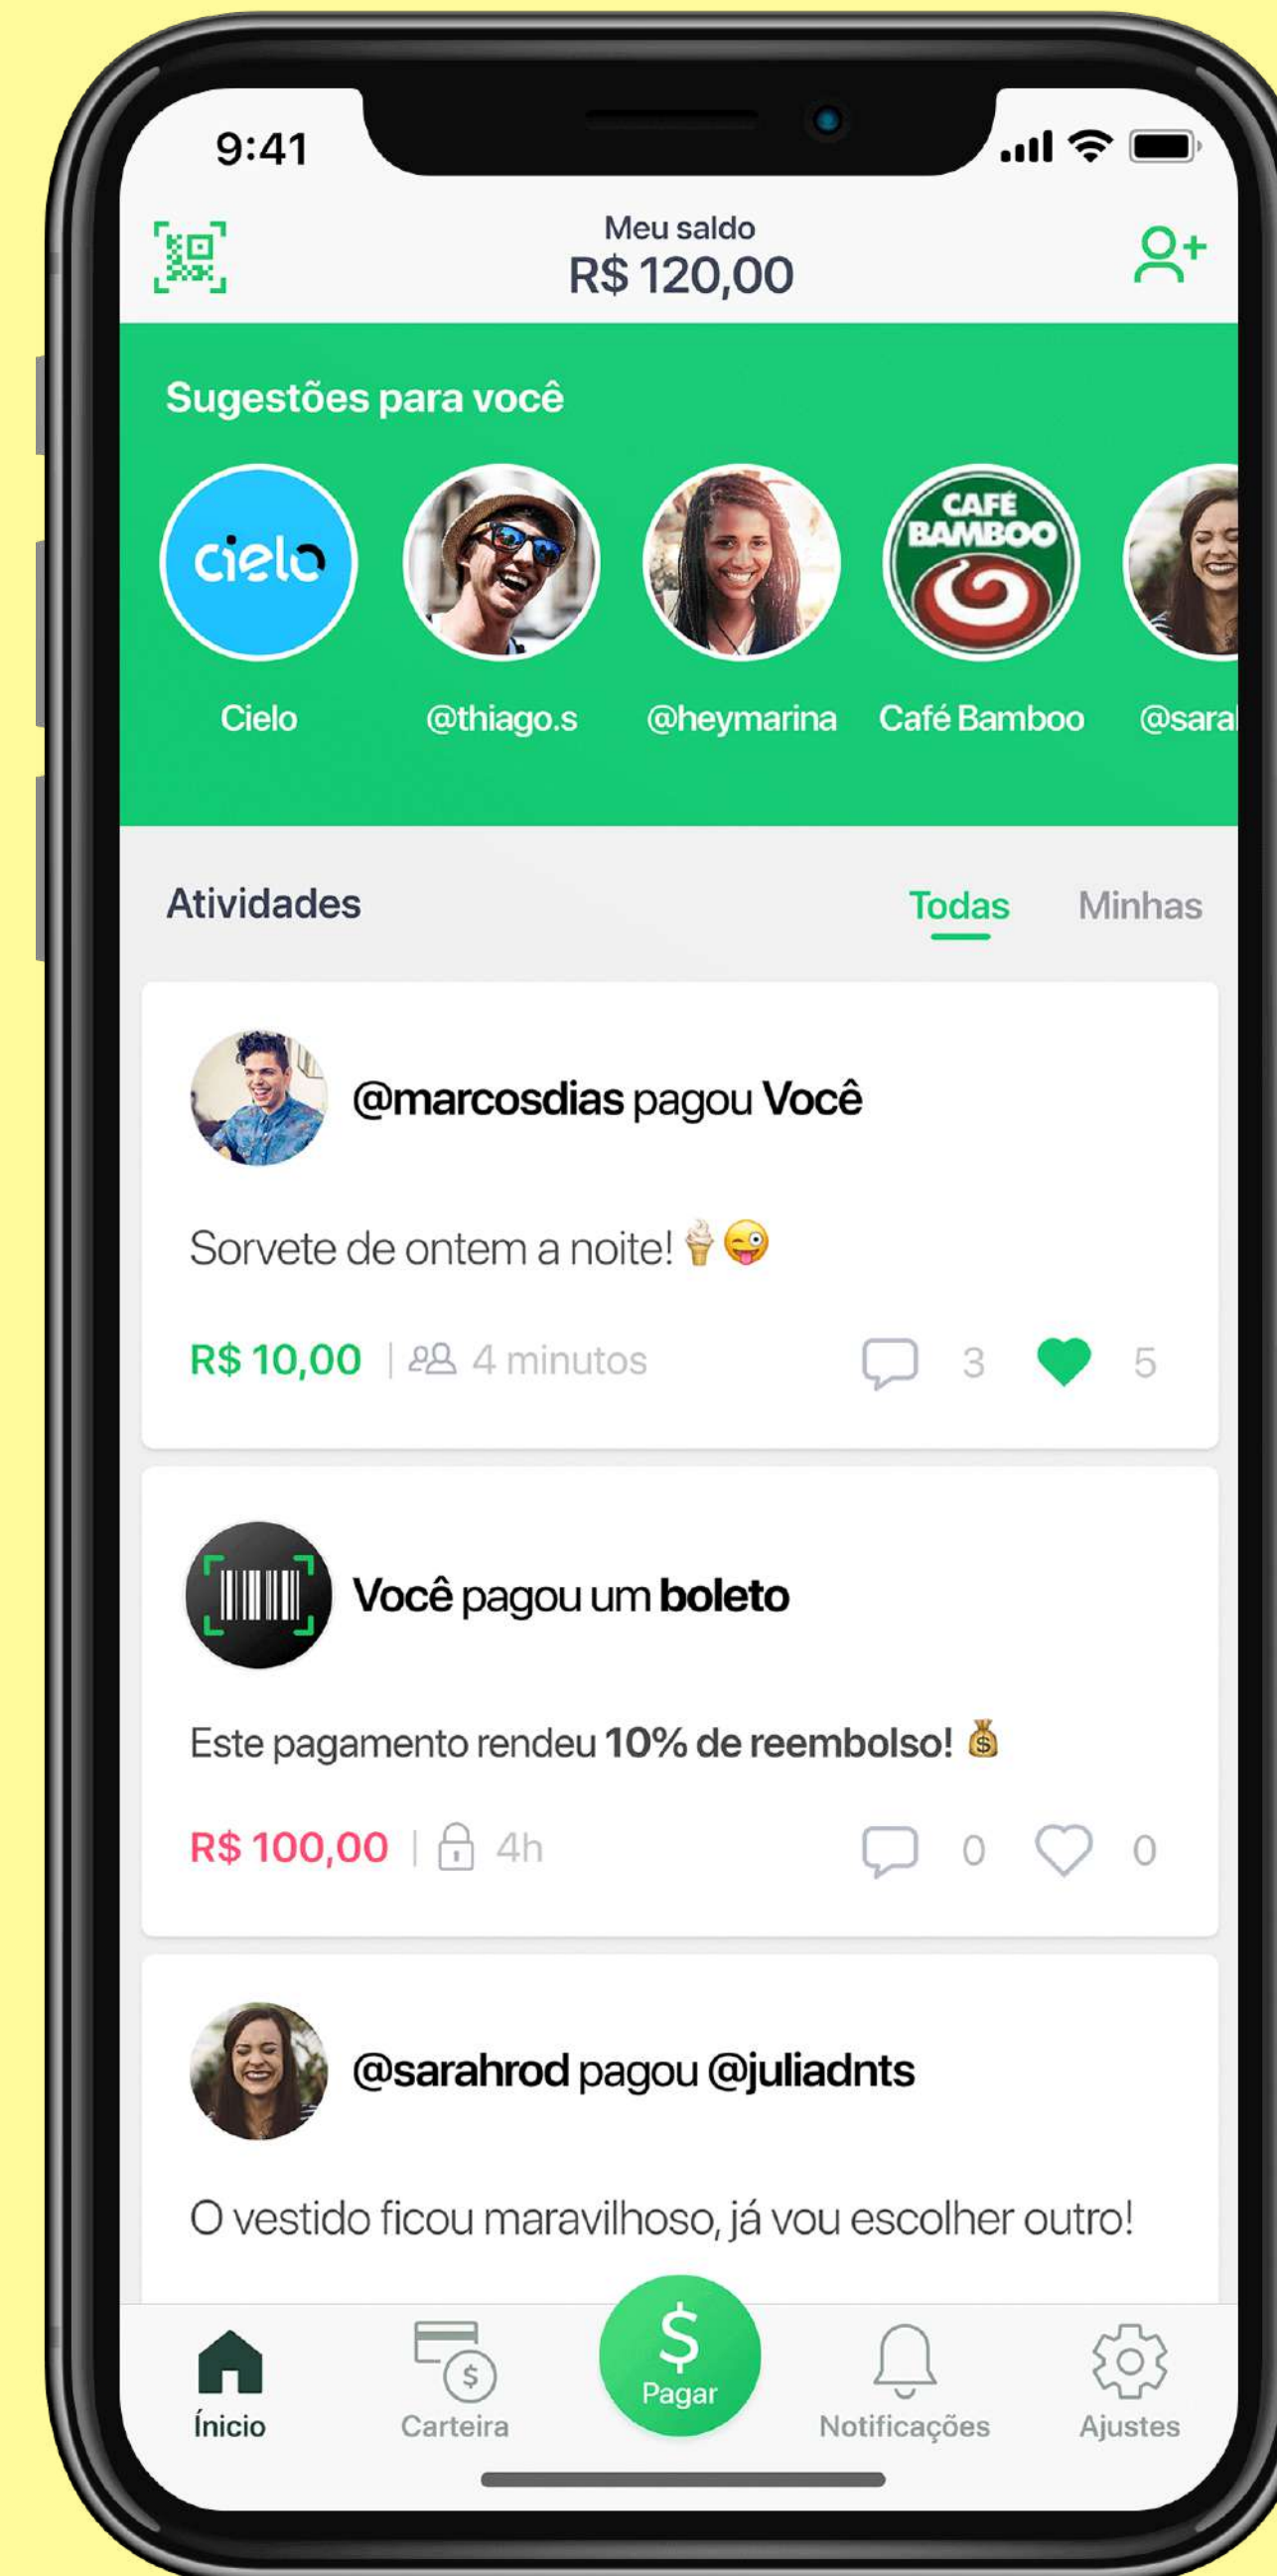 9:41
Meu saldo
R$ 120,00
Sugestões para você
cielo
CAFÉ
BAMBOO
Cielo
@thiago.s
@heymarina
Café Bamboo
@sara
Atividades
Todas
Minhas
@marcosdias pagou Você
Sorvete de ontem a noite!🍦😜
R$ 10,00 | 4 minutos
3
5
Você pagou um boleto
Este pagamento rendeu 10% de reembolso! 💰
R$ 100,00 | 4h
0
0
@sarahrod pagou @juliadnts
O vestido ficou maravilhoso, já vou escolher outro!
$
$
Ínicio
Carteira
Pagar
Notificações
Ajustes